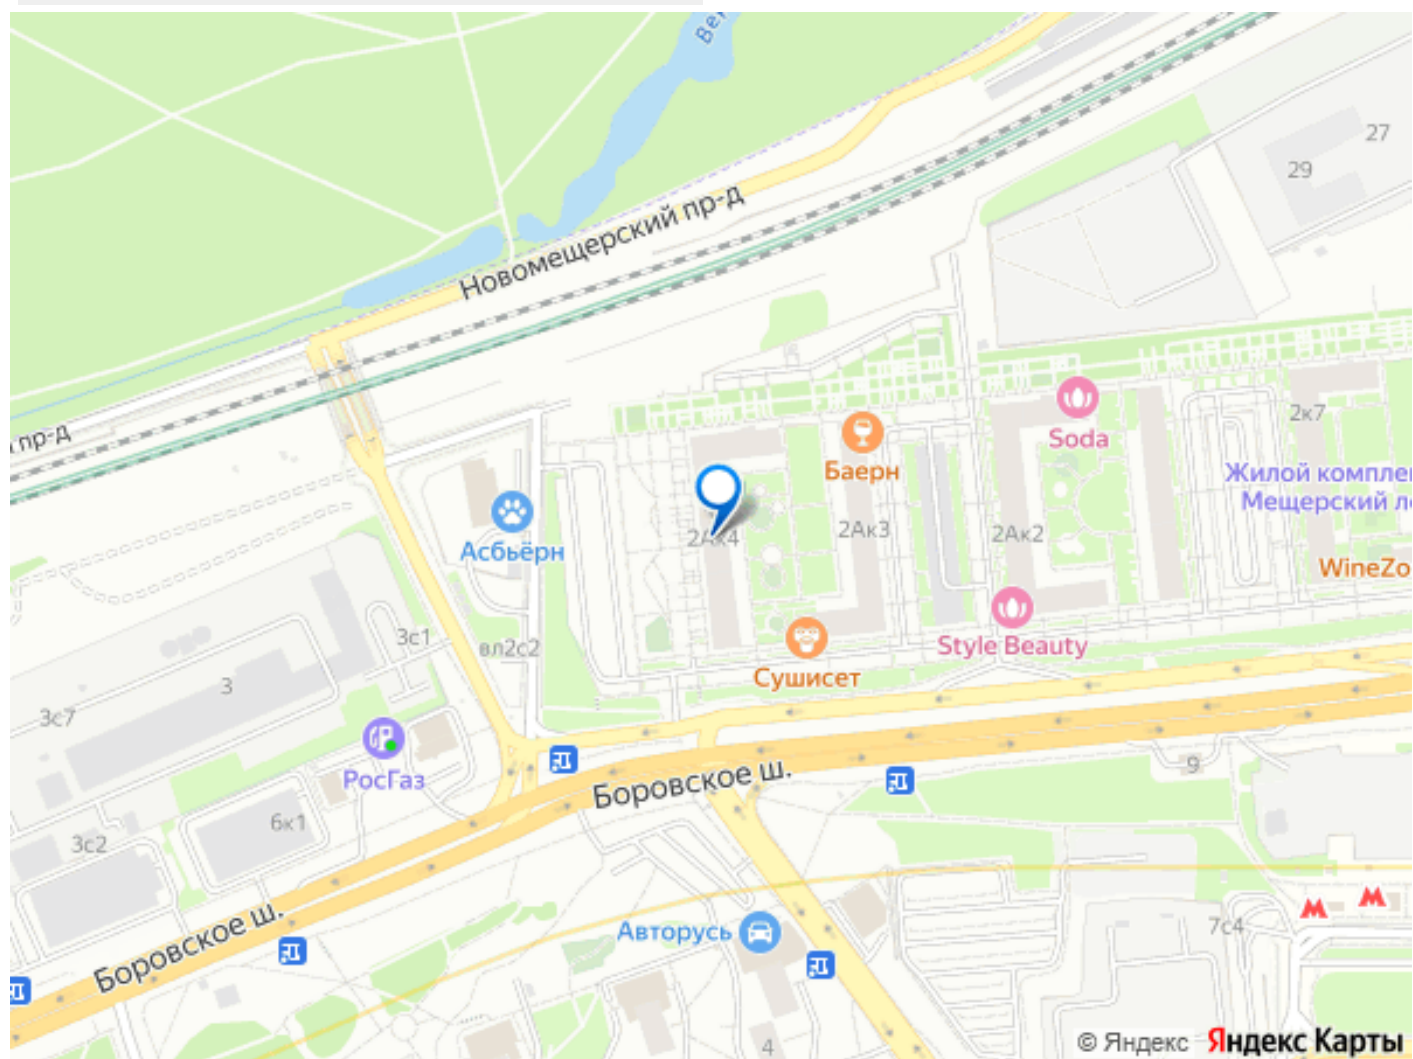 Новомещерский пр-д
27
29
2к7
пр-д
Soda
Баерн
Жилой комплек
Мещерский ле
2Ак4
2Ак3
2Ак2
Асбьёрн
WineZo
Style Beauty
3с1
вл2с2
Сушисет
3
3с7
РосГаз
Боровское ш.
9
6к1
3с2
Боровское ш.
Авторусь
7с4
4
© Яндекс Яндекс Карты